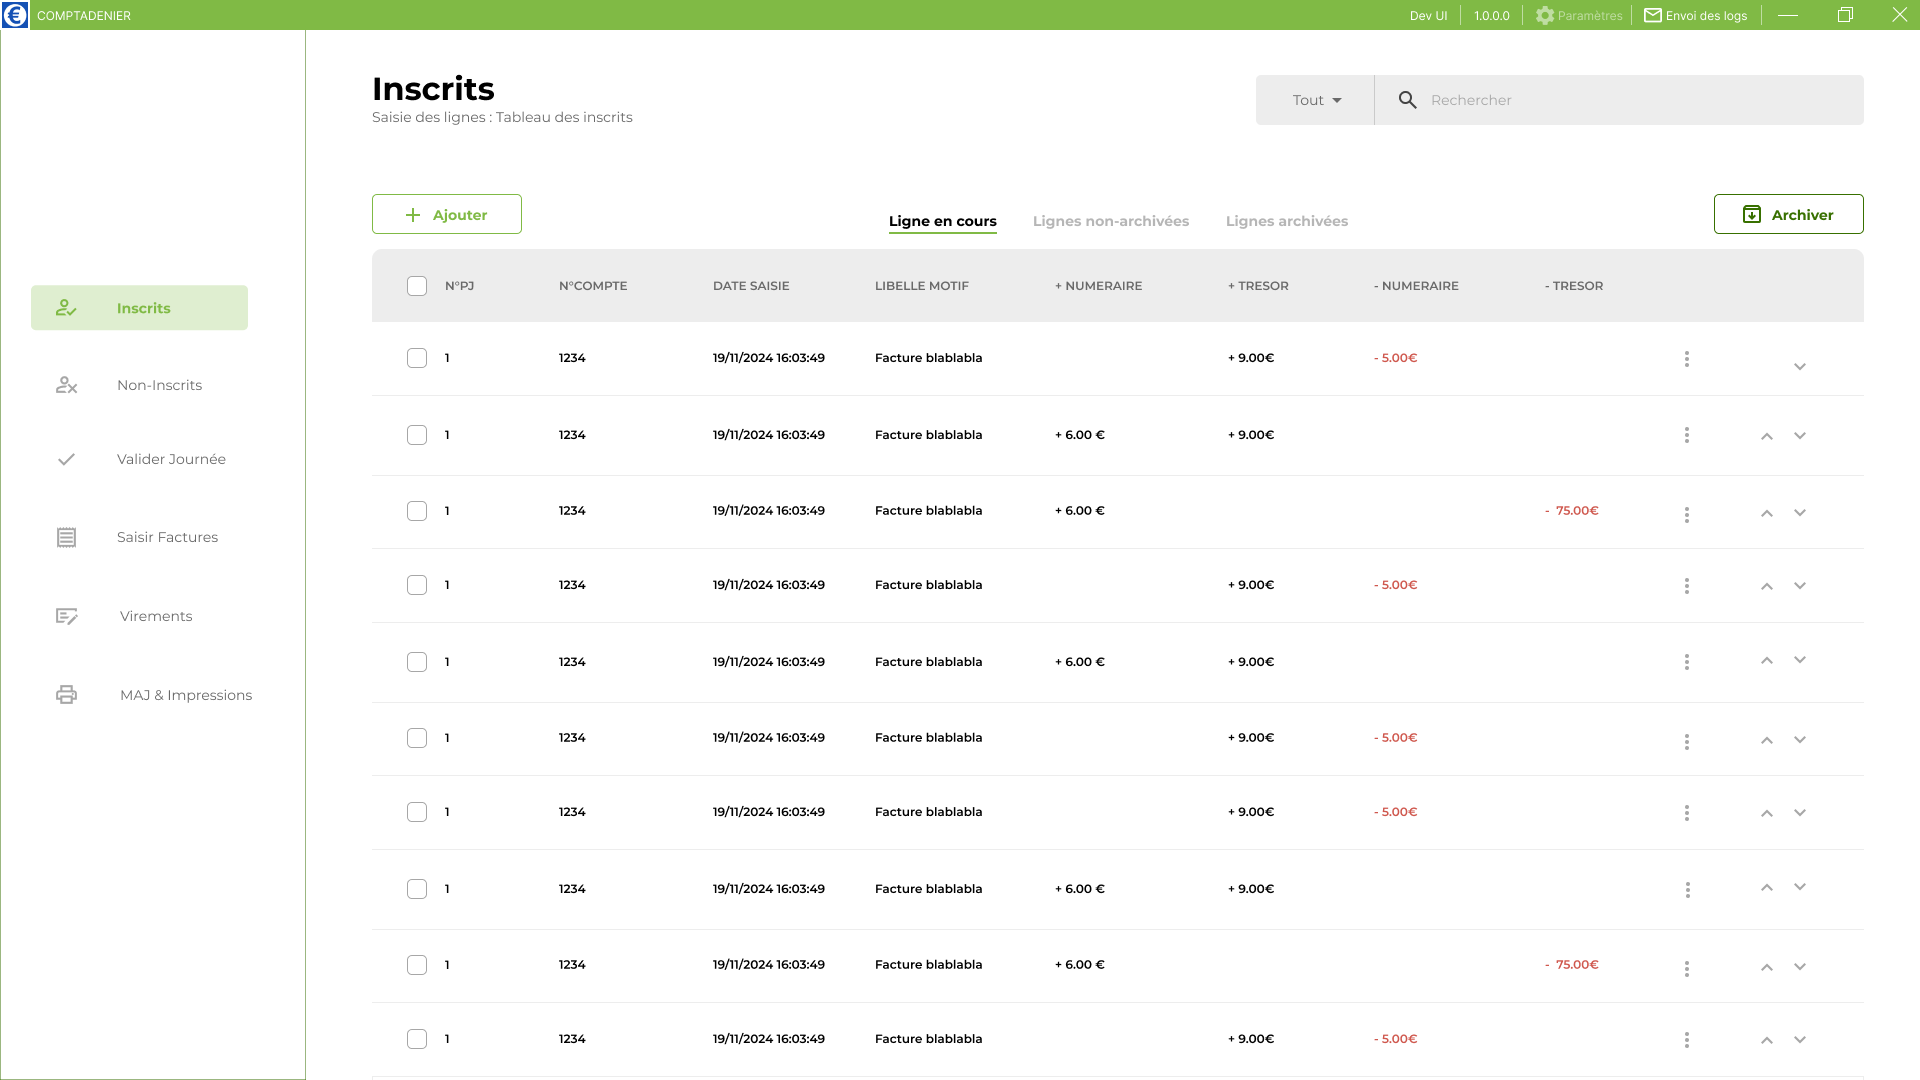 COMPTADENIER Dev UI 1.0.0.0 Paramètres Envoi des logs
Inscrits
Saisie des lignes : Tableau des inscrits
Tout Rechercher
Ajouter Ligne en cours Lignes non-archivées Lignes archivées Archiver
Inscrits
Non-Inscrits
Valider Journée
Saisir Factures
Virements
MAJ & Impressions
N°PJ N°COMPTE DATE SAISIE LIBELLE MOTIF + NUMERAIRE + TRESOR - NUMERAIRE - TRESOR
1 1234 19/11/2024 16:03:49 Facture blablabla + 9.00€ - 5.00€
1 1234 19/11/2024 16:03:49 Facture blablabla + 6.00 € + 9.00€
1 1234 19/11/2024 16:03:49 Facture blablabla + 6.00 € - 75.00€
1 1234 19/11/2024 16:03:49 Facture blablabla + 9.00€ - 5.00€
1 1234 19/11/2024 16:03:49 Facture blablabla + 6.00 € + 9.00€
1 1234 19/11/2024 16:03:49 Facture blablabla + 9.00€ - 5.00€
1 1234 19/11/2024 16:03:49 Facture blablabla + 9.00€ - 5.00€
1 1234 19/11/2024 16:03:49 Facture blablabla + 6.00 € + 9.00€
1 1234 19/11/2024 16:03:49 Facture blablabla + 6.00 € - 75.00€
1 1234 19/11/2024 16:03:49 Facture blablabla + 9.00€ - 5.00€